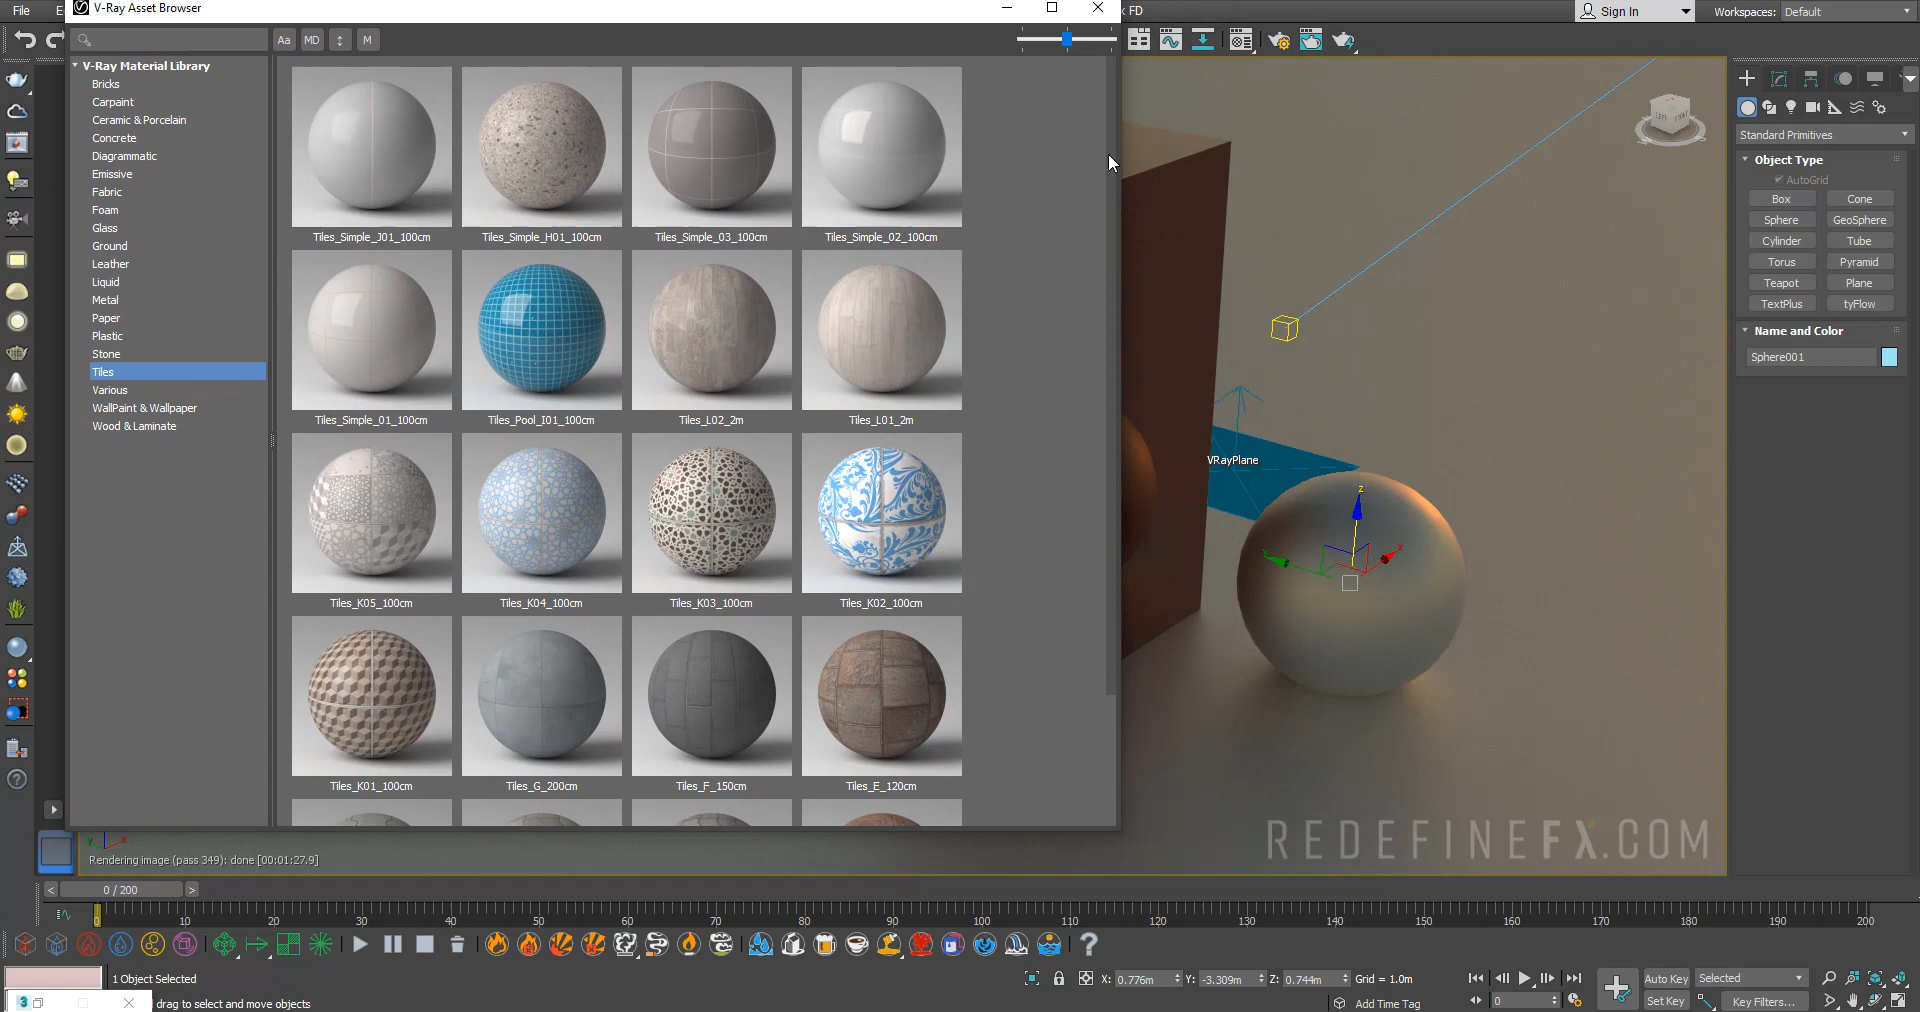 File
V-Ray Asset Browser
FD
Sign In
Workspaces:
Default
Aa
MD
M
V-Ray Material Library
Bricks
Carpaint
Ceramic & Porcelain
Concrete
Diagrammatic
Emissive
Fabric
Foam
Glass
Ground
Leather
Liquid
Metal
Paper
Plastic
Stone
Tiles
Various
WallPaint & Wallpaper
Wood & Laminate
Tiles_Simple_J01_100cm
Tiles_Simple_H01_100cm
Tiles_Simple_03_100cm
Tiles_Simple_02_100cm
Tiles_Simple_01_100cm
Tiles_Pool_I01_100cm
Tiles_L02_2m
Tiles_L01_2m
Tiles_K05_100cm
Tiles_K04_100cm
Tiles_K03_100cm
Tiles_K02_100cm
Tiles_K01_100cm
Tiles_G_200cm
Tiles_F_150cm
Tiles_E_120cm
VRayPlane
z
Standard Primitives
Object Type
AutoGrid
Box
Cone
Sphere
GeoSphere
Cylinder
Tube
Torus
Pyramid
Teapot
Plane
TextPlus
tyFlow
Name and Color
Sphere001
REDEFINEFX.COM
Rendering image (pass 349): done [00:01:27.9]
< 0 / 200 >
0 10 20 30 40 50 60 70 80 90 100 110 120 130 140 150 160 170 180 190 200
1 Object Selected
X: 0.776m Y: -3.309m Z: 0.744m Grid = 1.0m
Auto Key
Selected
drag to select and move objects
Add Time Tag
0
Set Key
Key Filters...